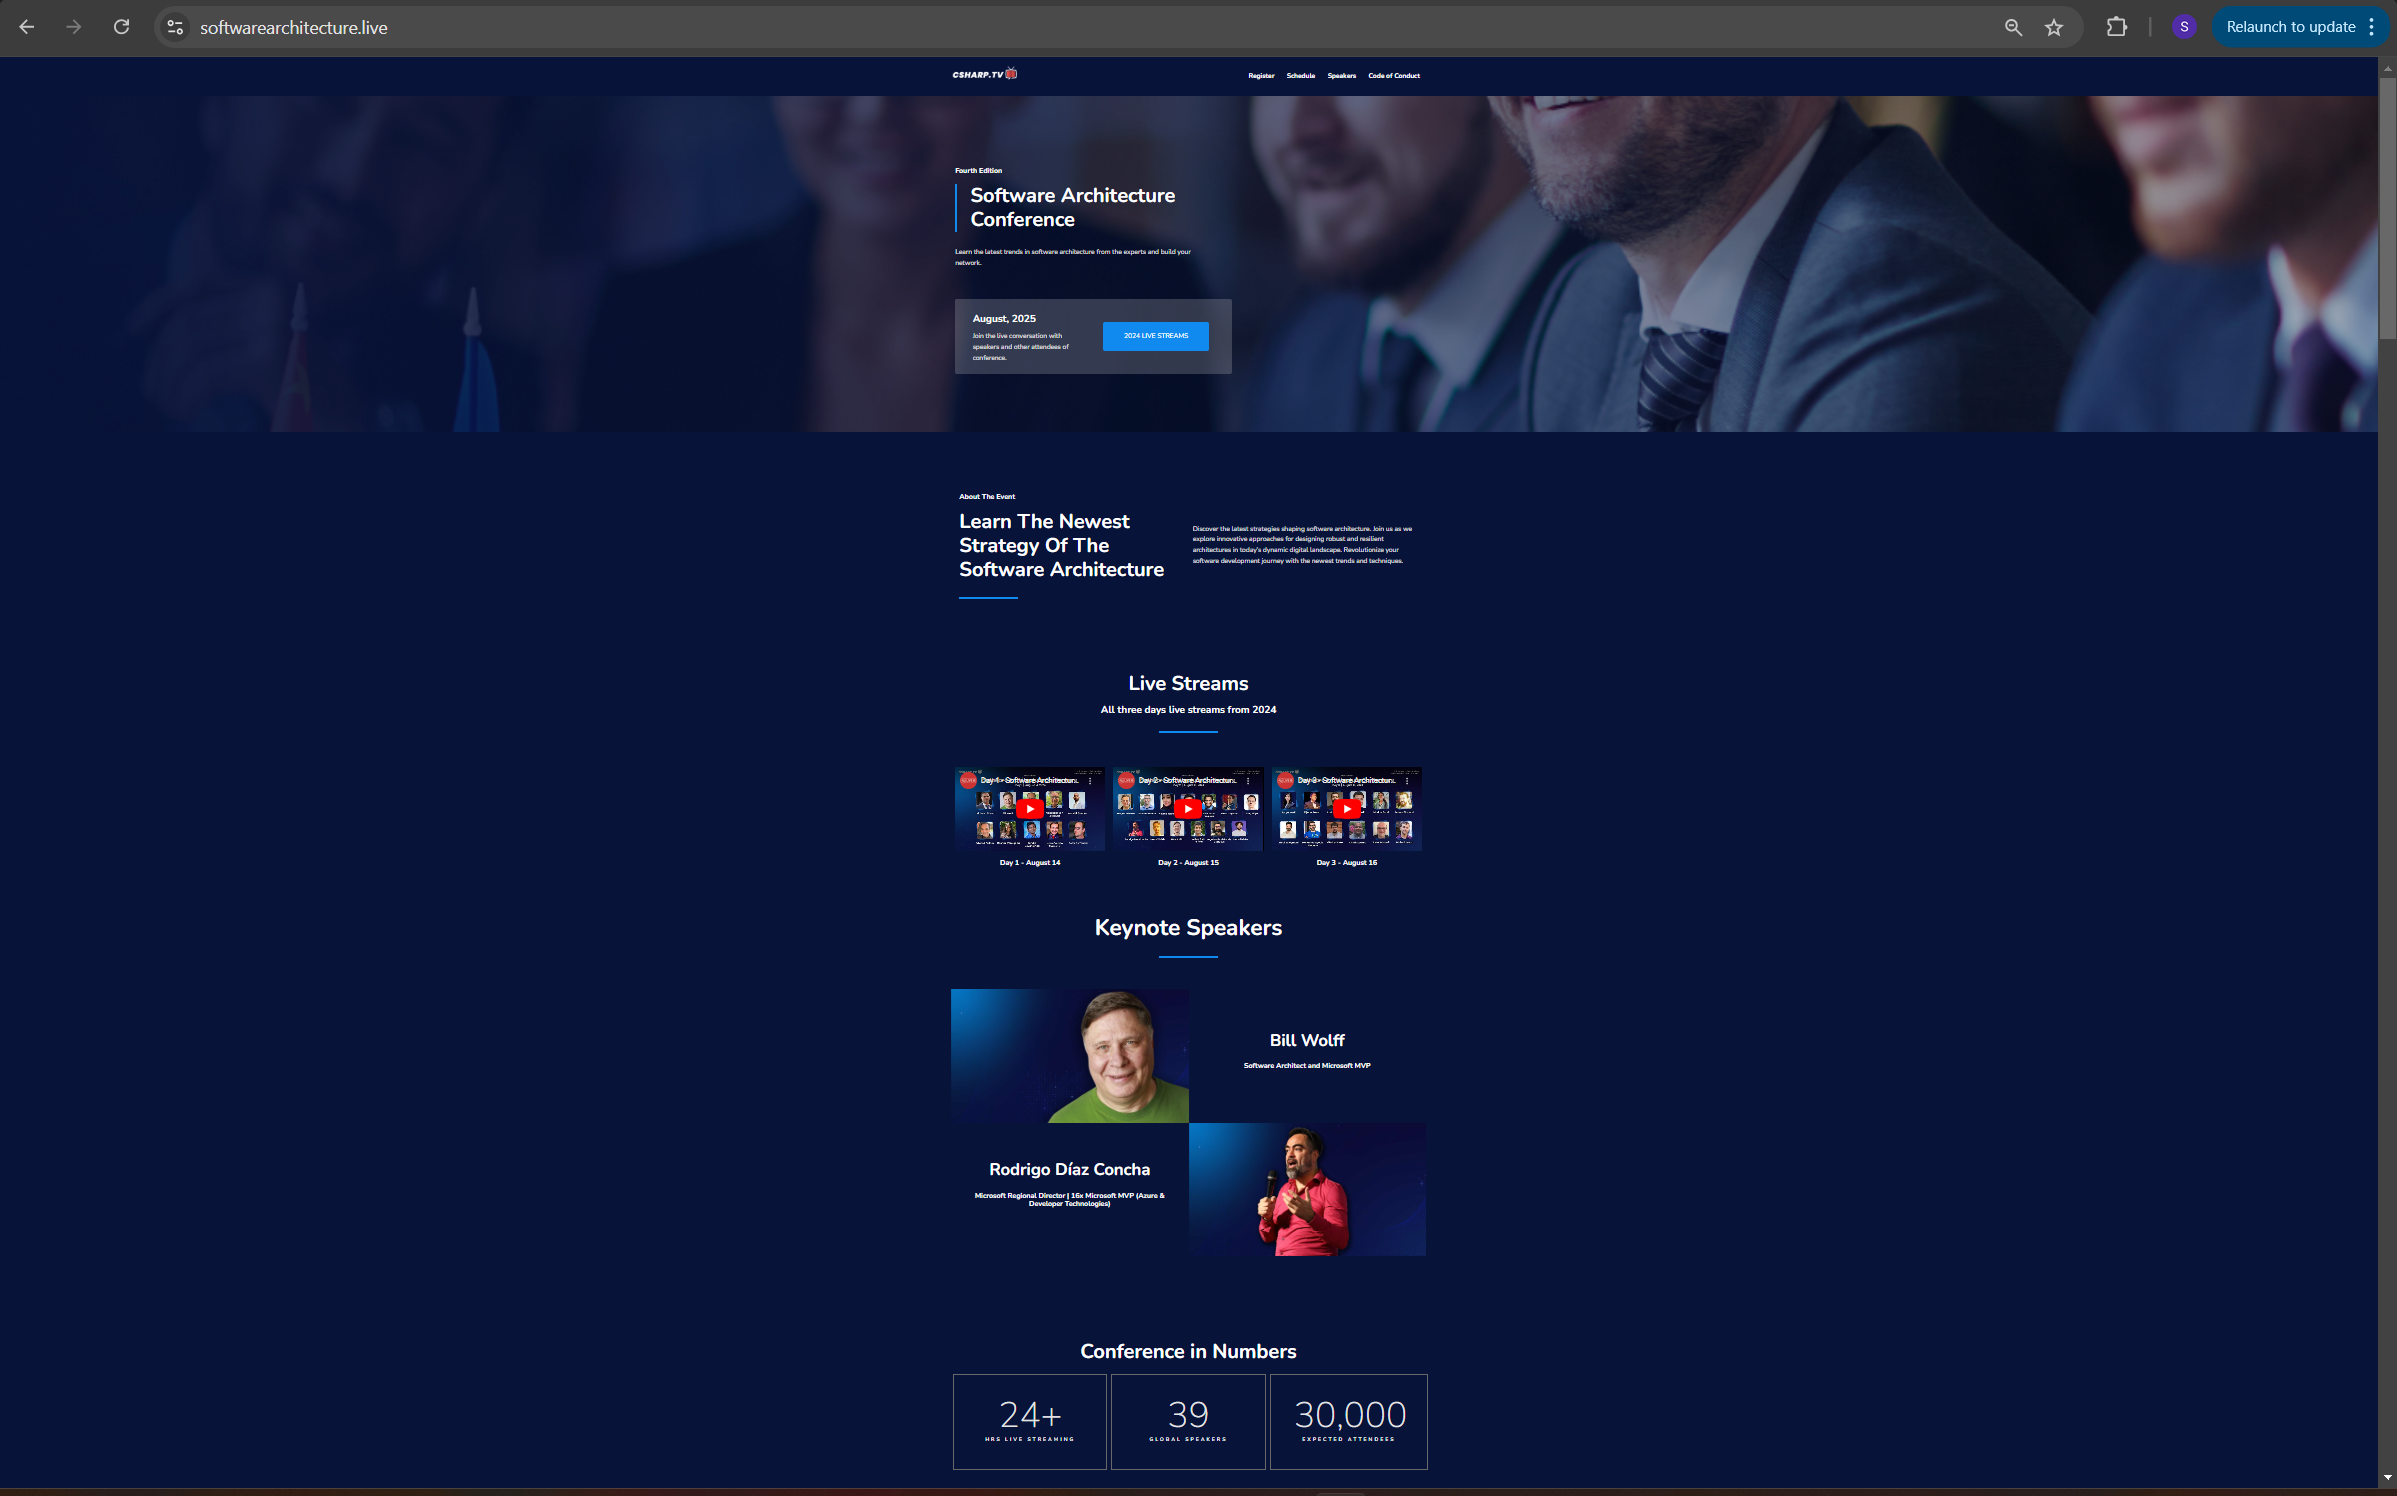 softwarearchitecture.live
S
Relaunch to update
CSHARP.TV
Register Schedule Speakers Code of Conduct
Fourth Edition
Software Architecture
Conference
Learn the latest trends in software architecture from the experts and build your
network.
August, 2025
Join the live conversation with
speakers and other attendees of
conference.
2024 LIVE STREAMS
About The Event
Learn The Newest
Strategy Of The
Software Architecture
Discover the latest strategies shaping software architecture. Join us as we
explore innovative approaches for designing robust and resilient
architectures in today's dynamic digital landscape. Revolutionize your
software development journey with the newest trends and techniques.
Live Streams
All three days live streams from 2024
Day 1 - Software Architectur...
Day 2 - Software Architectur...
Day 3 - Software Architectur...
Day 1 - August 14
Day 2 - August 15
Day 3 - August 16
Keynote Speakers
Bill Wolff
Software Architect and Microsoft MVP
Rodrigo Díaz Concha
Microsoft Regional Director | 16x Microsoft MVP (Azure &
Developer Technologies)
Conference in Numbers
24+
HRS LIVE STREAMING
39
GLOBAL SPEAKERS
30,000
EXPECTED ATTENDEES